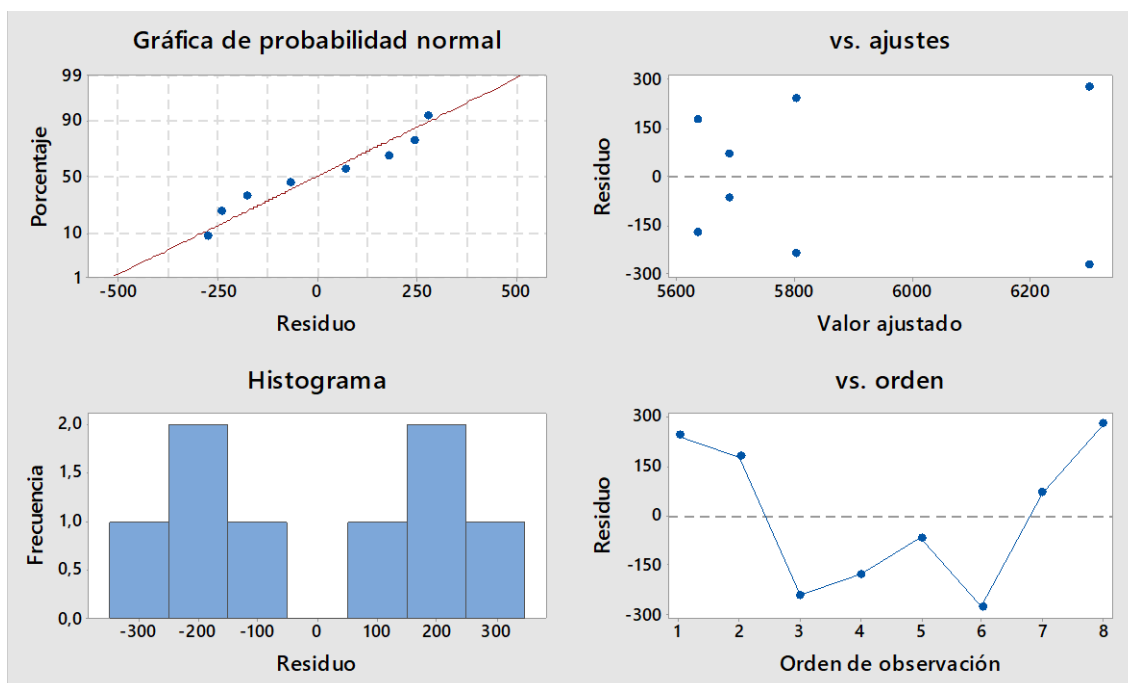 Gráfica de probabilidad normal
99
90
50
10
1
Porcentaje
-500 -250 0 250 500
Residuo
vs. ajustes
300
150
0
-150
-300
Residuo
5600 5800 6000 6200
Valor ajustado
Histograma
2,0
1,5
1,0
0,5
0,0
Frecuencia
-300 -200 -100 0 100 200 300
Residuo
vs. orden
300
150
0
-150
-300
Residuo
1 2 3 4 5 6 7 8
Orden de observación